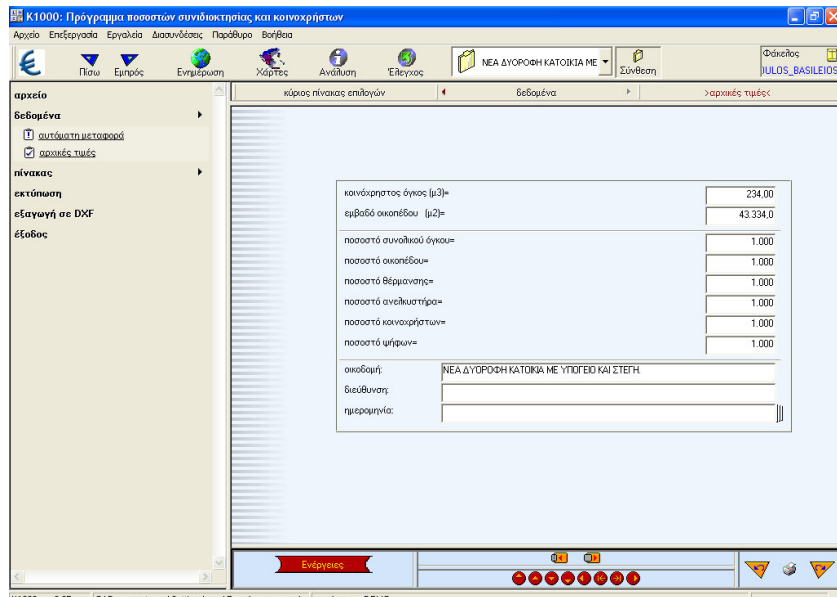 Κ1000: Πρόγραμμα ποσοστών συνιδιοκτησίας και κοινοχρήστων
Αρχείο Επεξεργασία Εργαλεία Διασυνδέσεις Παράθυρο Βοήθεια
Πίσω Εμπρός Ενημέρωση Χάρτες Ανάλυση Έλεγχος ΝΕΑ ΔΥΟΡΟΦΗ ΚΑΤΟΙΚΙΑ ΜΕ Σύνθεση Φάκελος
JULOS_BASILEIOS
κύριος πίνακας επιλογών δεδομένα >αρχικές τιμές<
αρχείο
δεδομένα
αυτόματη μεταφορά
αρχικές τιμές
πίνακας
εκτύπωση
εξαγωγή σε DXF
έξοδος
κοινόχρηστος όγκος (μ3)= 234,00
εμβαδό οικοπέδου (μ2)= 43.334,0
ποσοστό συνολικού όγκου= 1.000
ποσοστό οικοπέδου= 1.000
ποσοστό θέρμανσης= 1.000
ποσοστό ανελκυστήρα= 1.000
ποσοστό κοινοχρήστων= 1.000
ποσοστό ψήφων= 1.000
οικοδομή: ΝΕΑ ΔΥΟΡΟΦΗ ΚΑΤΟΙΚΙΑ ΜΕ ΥΠΟΓΕΙΟ ΚΑΙ ΣΤΕΓΗ.
διεύθυνση:
ημερομηνία:
Ενέργειες